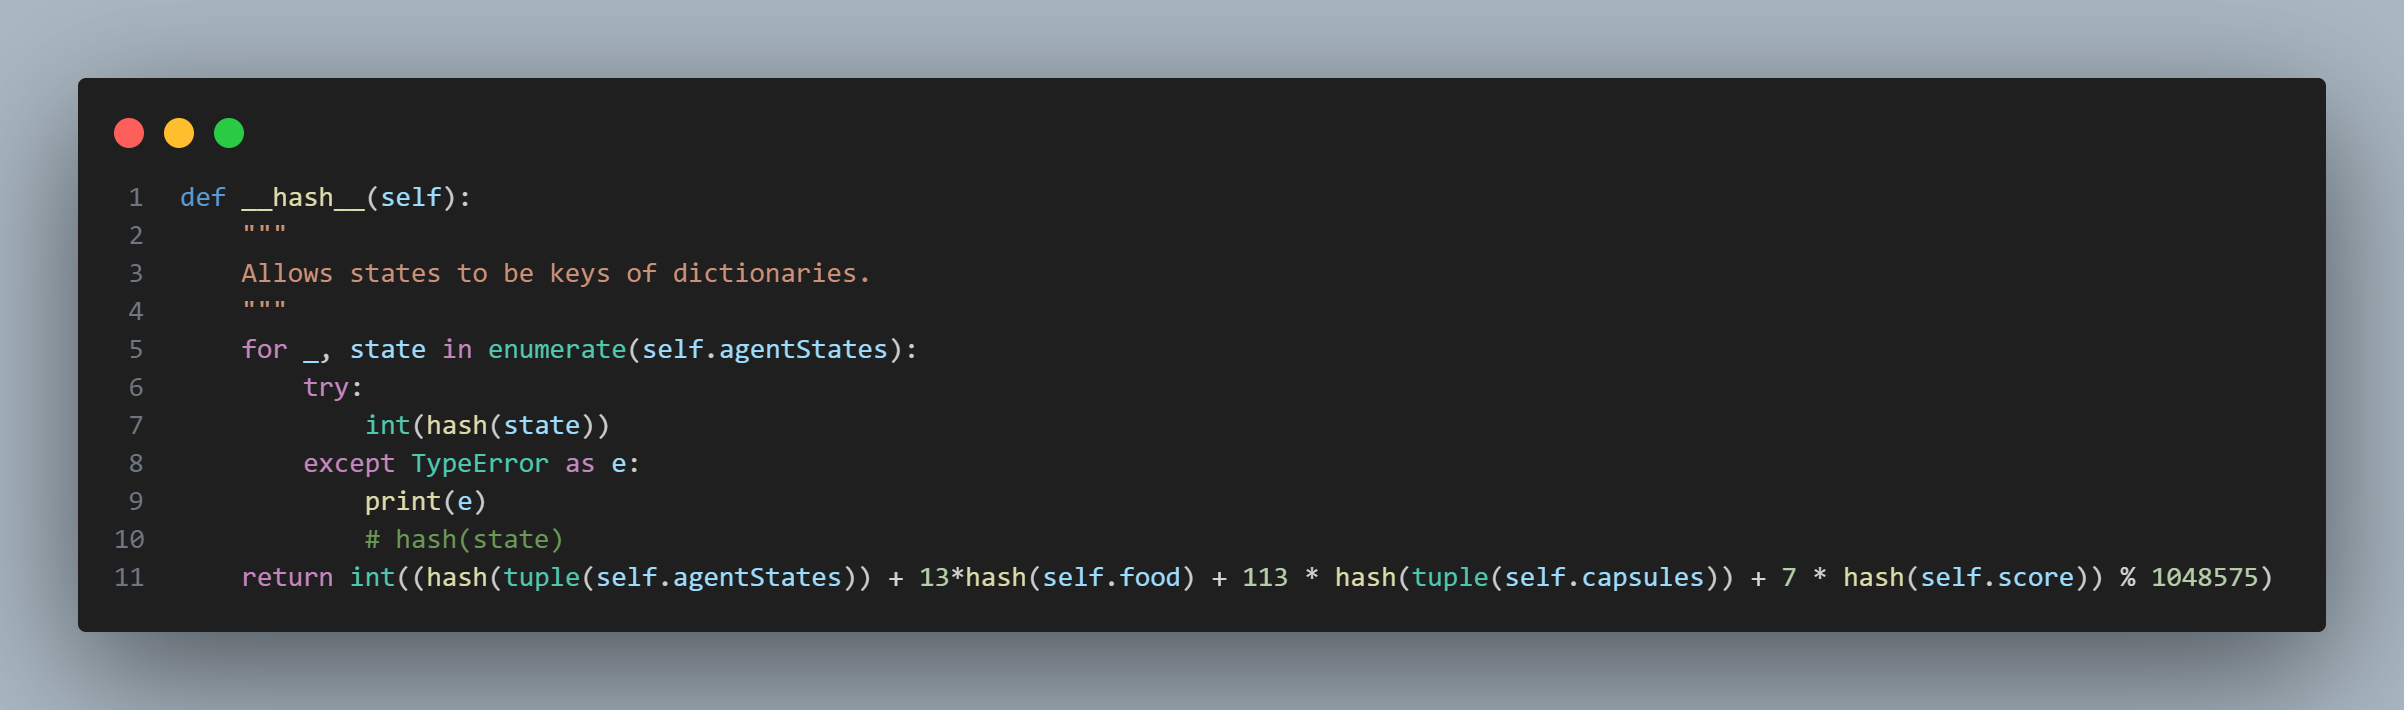 1 def __hash__(self):
2     """
3     Allows states to be keys of dictionaries.
4     """
5     for _, state in enumerate(self.agentStates):
6         try:
7             int(hash(state))
8         except TypeError as e:
9             print(e)
10             # hash(state)
11     return int((hash(tuple(self.agentStates)) + 13*hash(self.food) + 113 * hash(tuple(self.capsules)) + 7 * hash(self.score)) % 1048575)